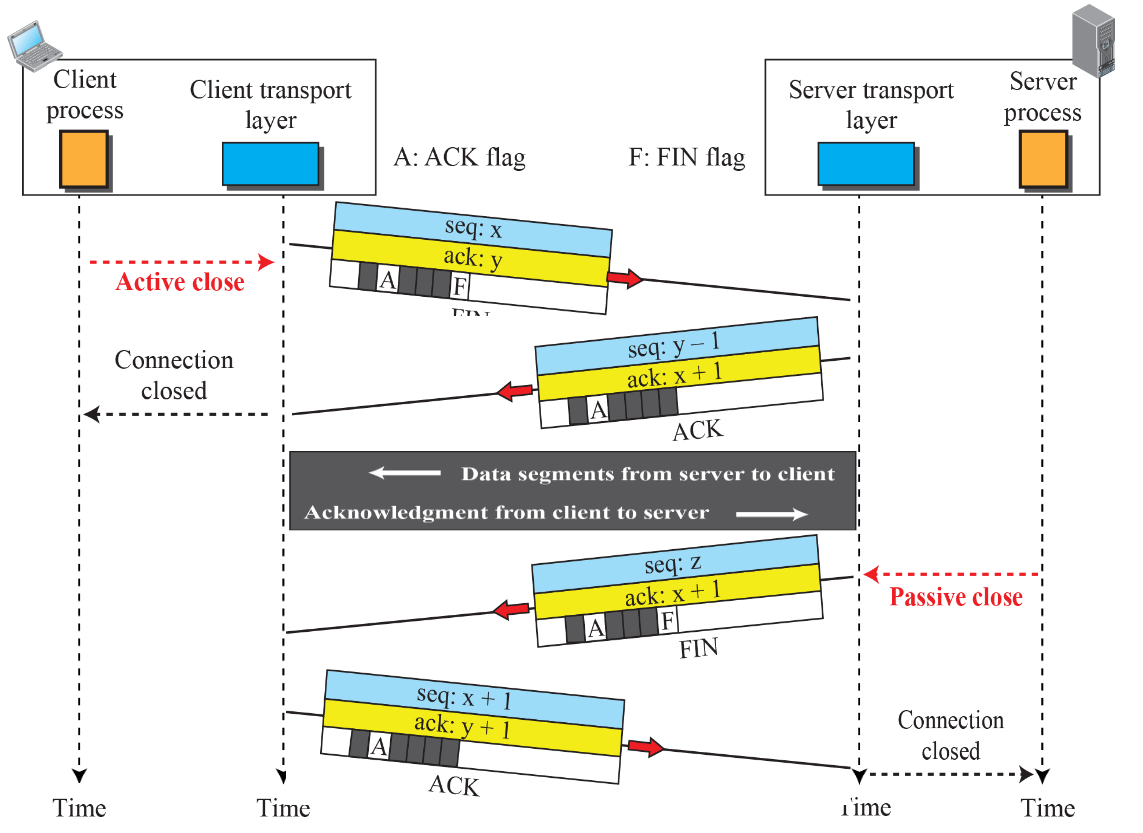 Client
process
Client transport
layer
Server transport
layer
Server
process
A: ACK flag
F: FIN flag
seq: x
ack: y
A
F
Active close
seq: y – 1
ack: x + 1
A
ACK
Connection
closed
Data segments from server to client
Acknowledgment from client to server
seq: z
ack: x + 1
A
F
FIN
Passive close
seq: x + 1
ack: y + 1
A
ACK
Connection
closed
Time
Time
Time